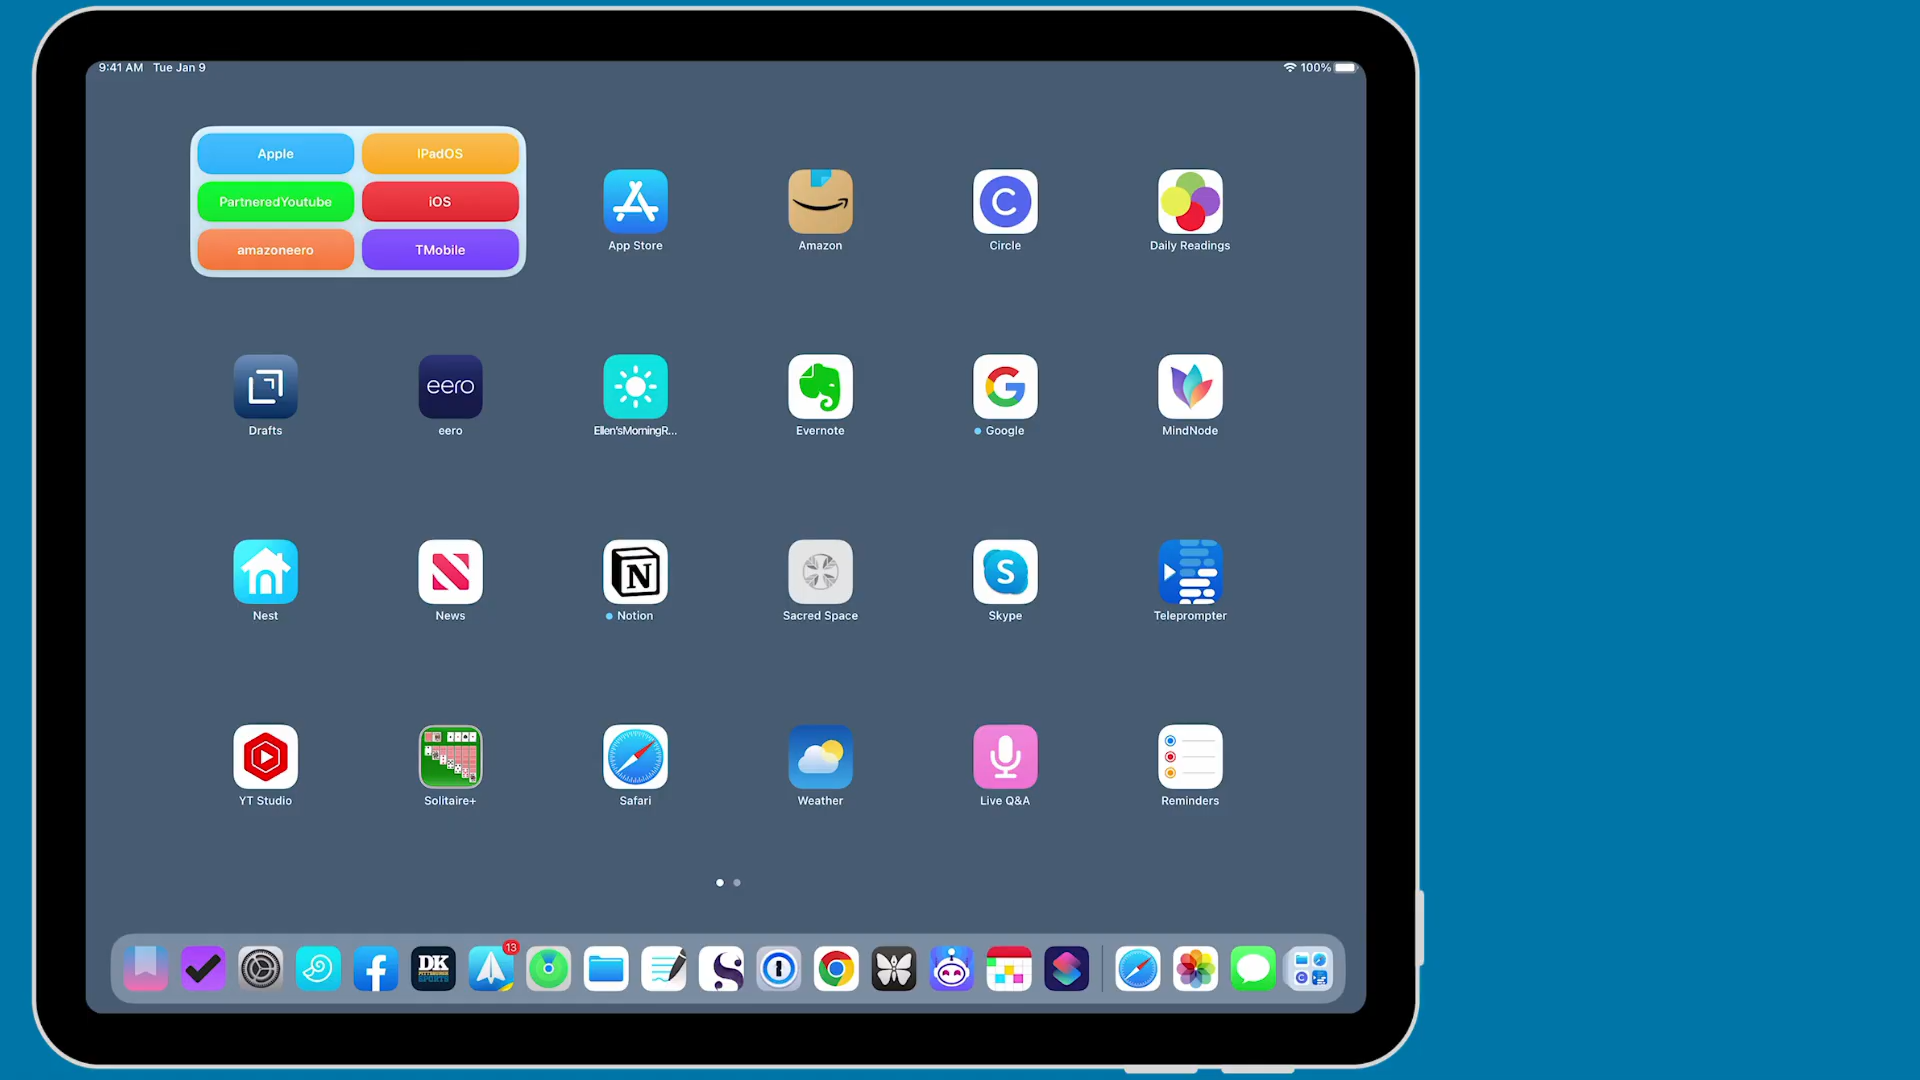 9:41 AM Tue Jan 9
100%
Apple
iPadOS
PartneredYoutube
iOS
amazoneero
TMobile
App Store
Amazon
C
Circle
Daily Readings
Drafts
eero
eero
Ellen'sMorningR...
Evernote
G
Google
MindNode
Nest
News
N
Notion
Sacred Space
S
Skype
Teleprompter
YT Studio
Solitaire+
Safari
Weather
Live Q&A
Reminders
DK
PITTSBURGH
SPORTS
13